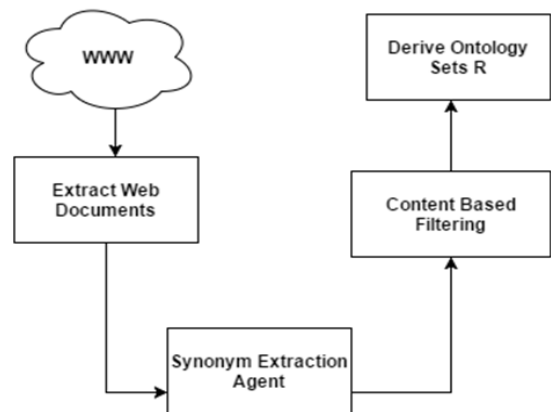 WWW
Extract Web
Documents
Synonym Extraction
Agent
Content Based
Filtering
Derive Ontology
Sets R